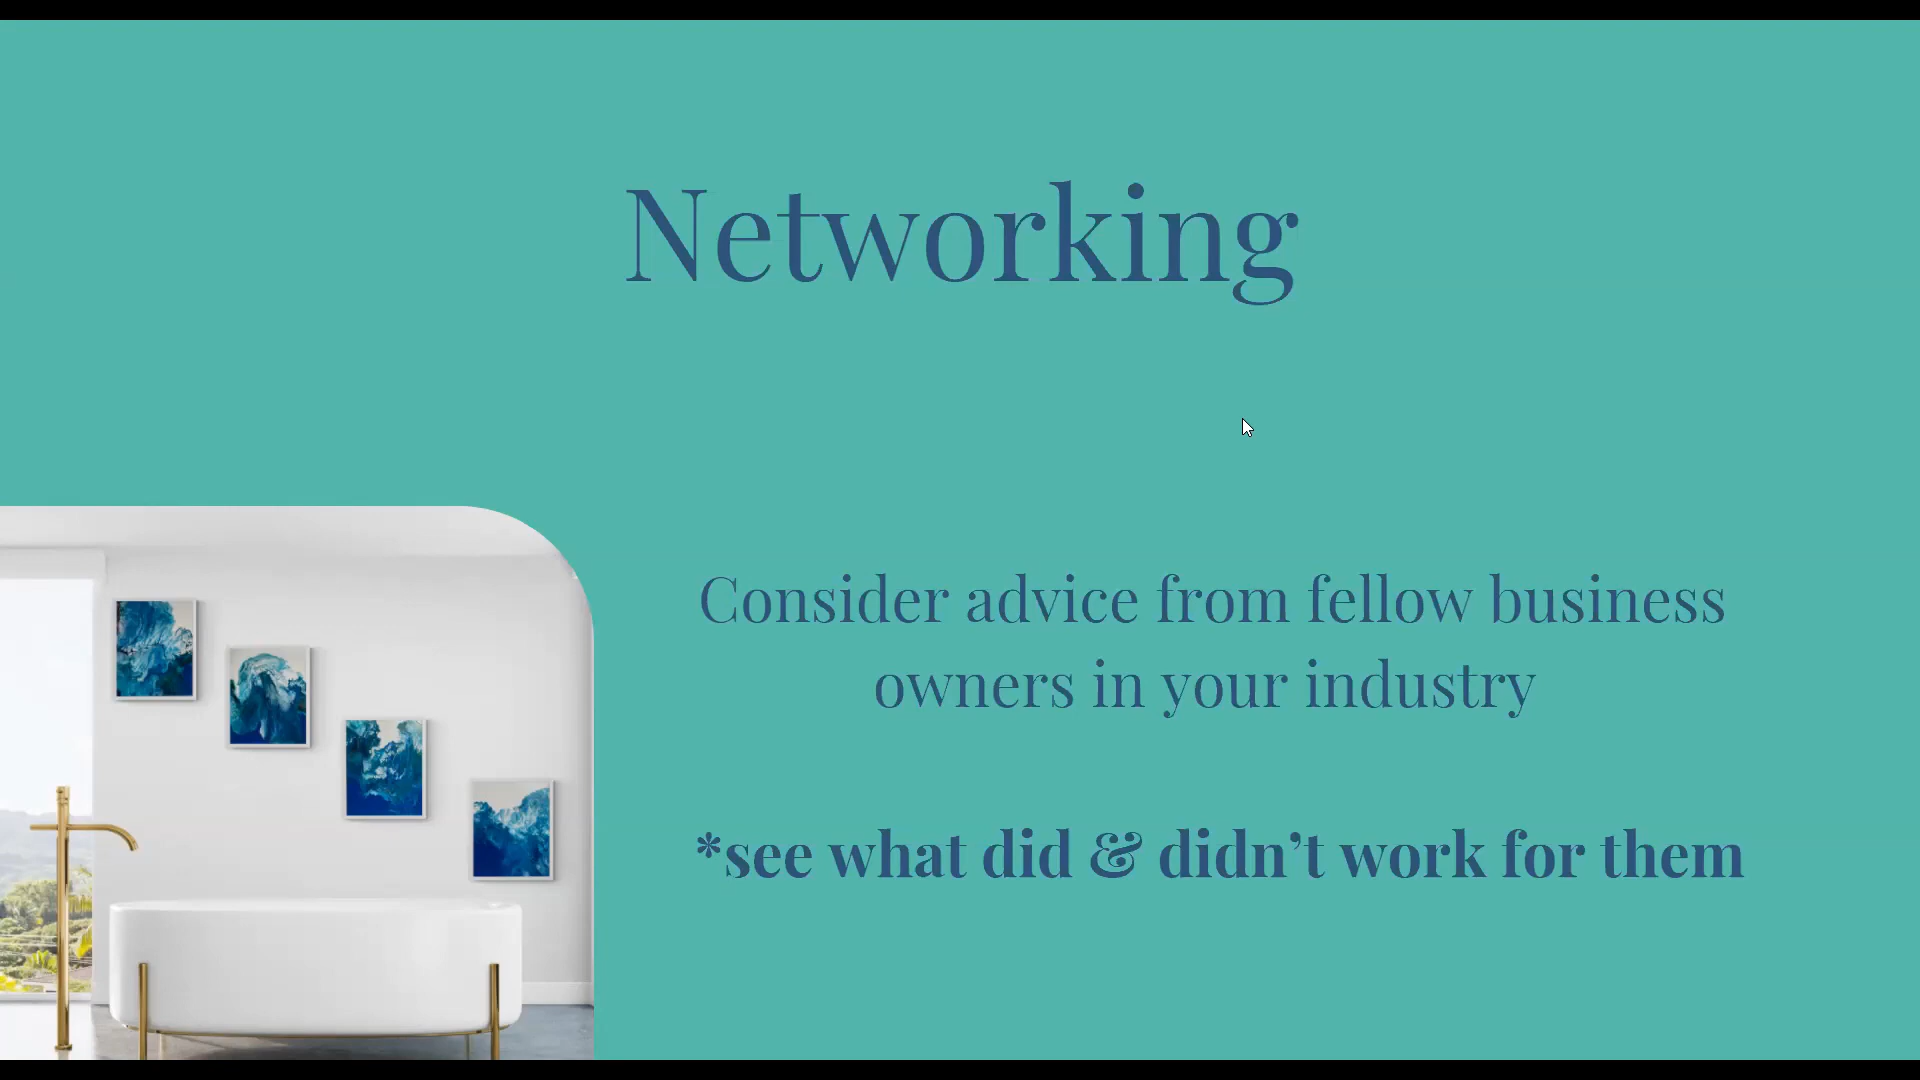 Networking
Consider advice from fellow business
owners in your industry
*see what did & didn’t work for them